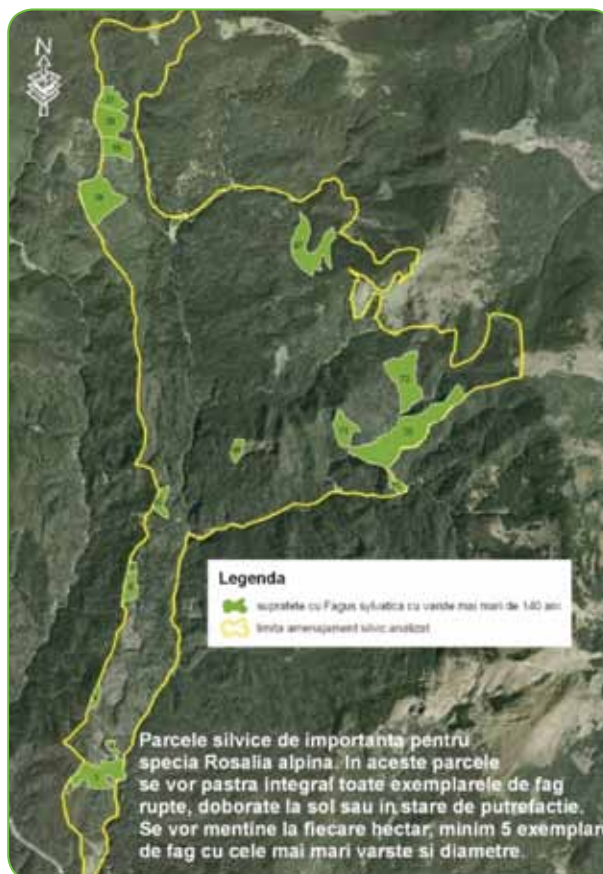 N
Legenda
suprafete cu Fagus sylvatica cu varste mai mari de 140 ani
limita amenajament silvic analizat
Parcele silvice de importanta pentru
specia Rosalia alpina. In aceste parcele
se vor pastra integral toate exemplarele de fag
rupte, doborate la sol sau in stare de putrefactie.
Se vor mentine la fiecare hectar, minim 5 exemplare
de fag cu cele mai mari varste si diametre.